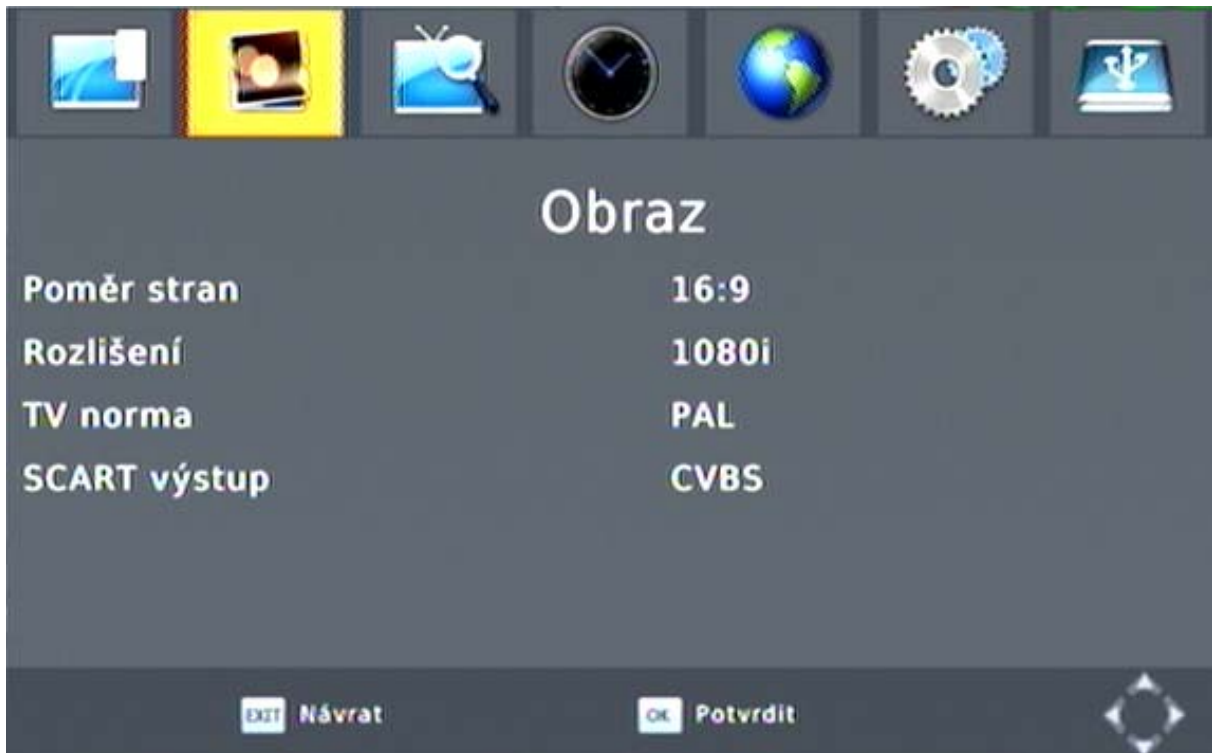 Obraz
Poměr stran 16:9
Rozlišení 1080i
TV norma PAL
SCART výstup CVBS
EXIT Návrat OK Potvrdit